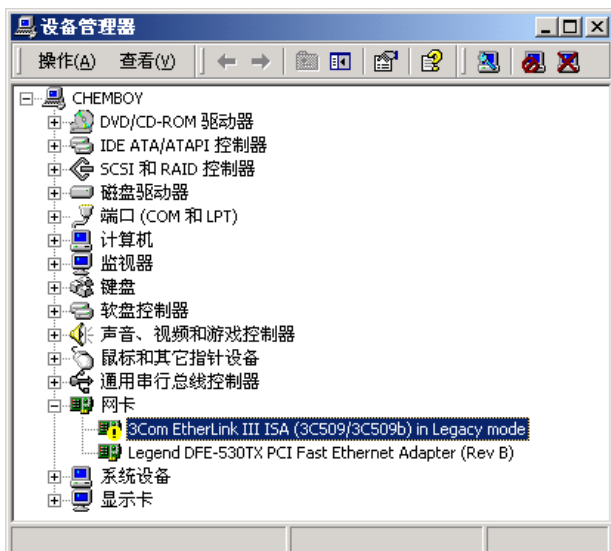 设备管理器
操作(A) 查看(V)
CHEMBOY
DVD/CD-ROM 驱动器
IDE ATA/ATAPI 控制器
SCSI 和 RAID 控制器
磁盘驱动器
端口 (COM 和 LPT)
计算机
监视器
键盘
软盘控制器
声音、视频和游戏控制器
鼠标和其它指针设备
通用串行总线控制器
网卡
3Com EtherLink III ISA (3C509/3C509b) in Legacy mode
Legend DFE-530TX PCI Fast Ethernet Adapter (Rev B)
系统设备
显示卡